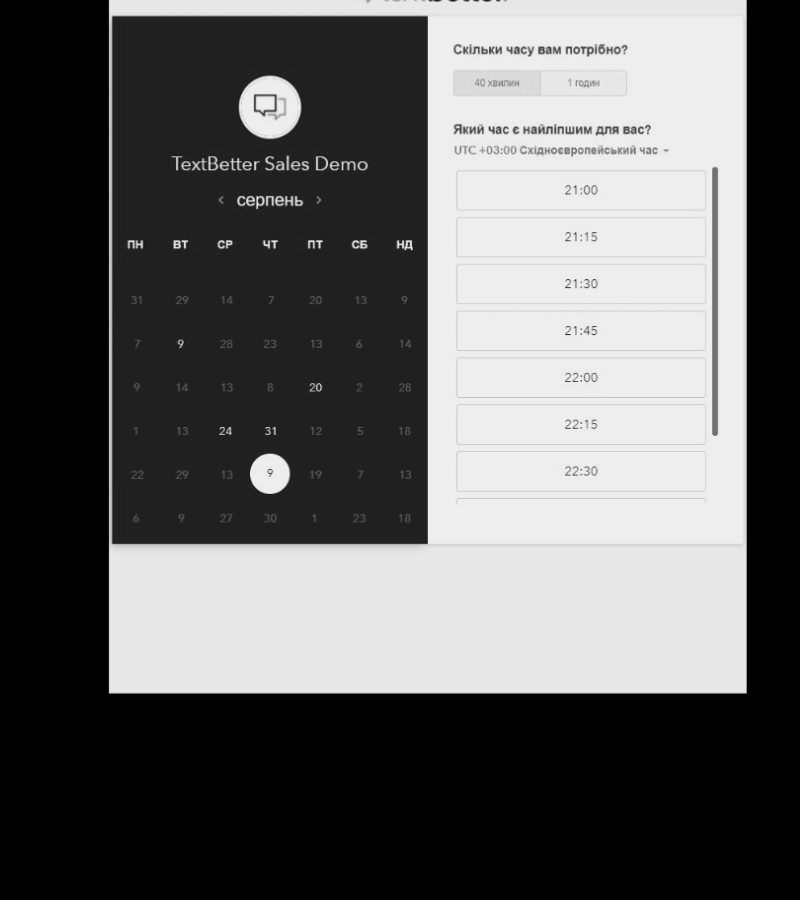 TextBetter Sales Demo
‹ серпень ›
ПН ВТ СР ЧТ ПТ СБ НД
31 29 14 7 20 13 9
7 9 28 23 13 6 14
9 14 13 8 20 2 28
1 13 24 31 12 5 18
22 29 13 9 19 7 13
6 9 27 30 1 23 18
Скільки часу вам потрібно?
40 хвилин 1 годин
Який час є найліпшим для вас?
UTC +03:00 Східноєвропейський час
21:00
21:15
21:30
21:45
22:00
22:15
22:30